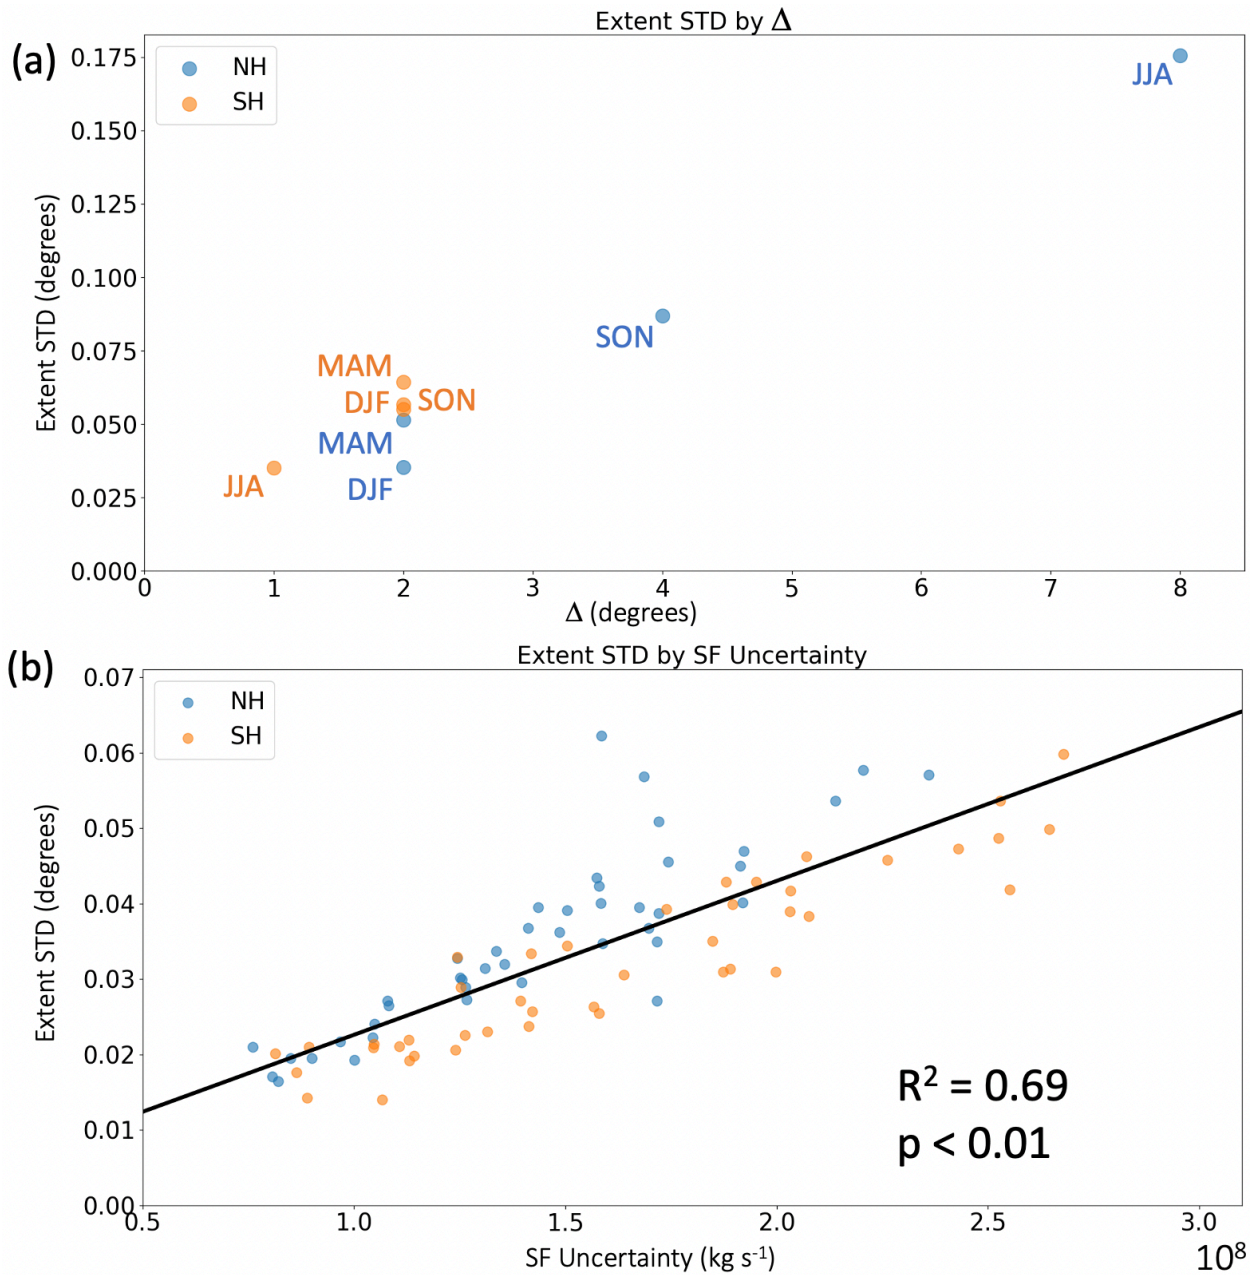 (a)
Extent STD by Δ
NH
SH
Extent STD (degrees)
0.175
0.150
0.125
0.100
0.075
0.050
0.025
0.000
JJA
SON
MAM
DJF SON
MAM
DJF
JJA
0 1 2 3 4 5 6 7 8
Δ (degrees)
(b)
Extent STD by SF Uncertainty
NH
SH
Extent STD (degrees)
0.07
0.06
0.05
0.04
0.03
0.02
0.01
0.00
R² = 0.69
p < 0.01
0.5 1.0 1.5 2.0 2.5 3.0
SF Uncertainty (kg s⁻¹)
10⁸